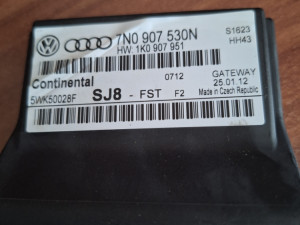 7N0 907 530N
HW: 1K0 907 951
S1623
HH43
Continental
0712
GATEWAY
5WK50028F
SJ8 - FST F2
25.01.12
Made in Czech Republic